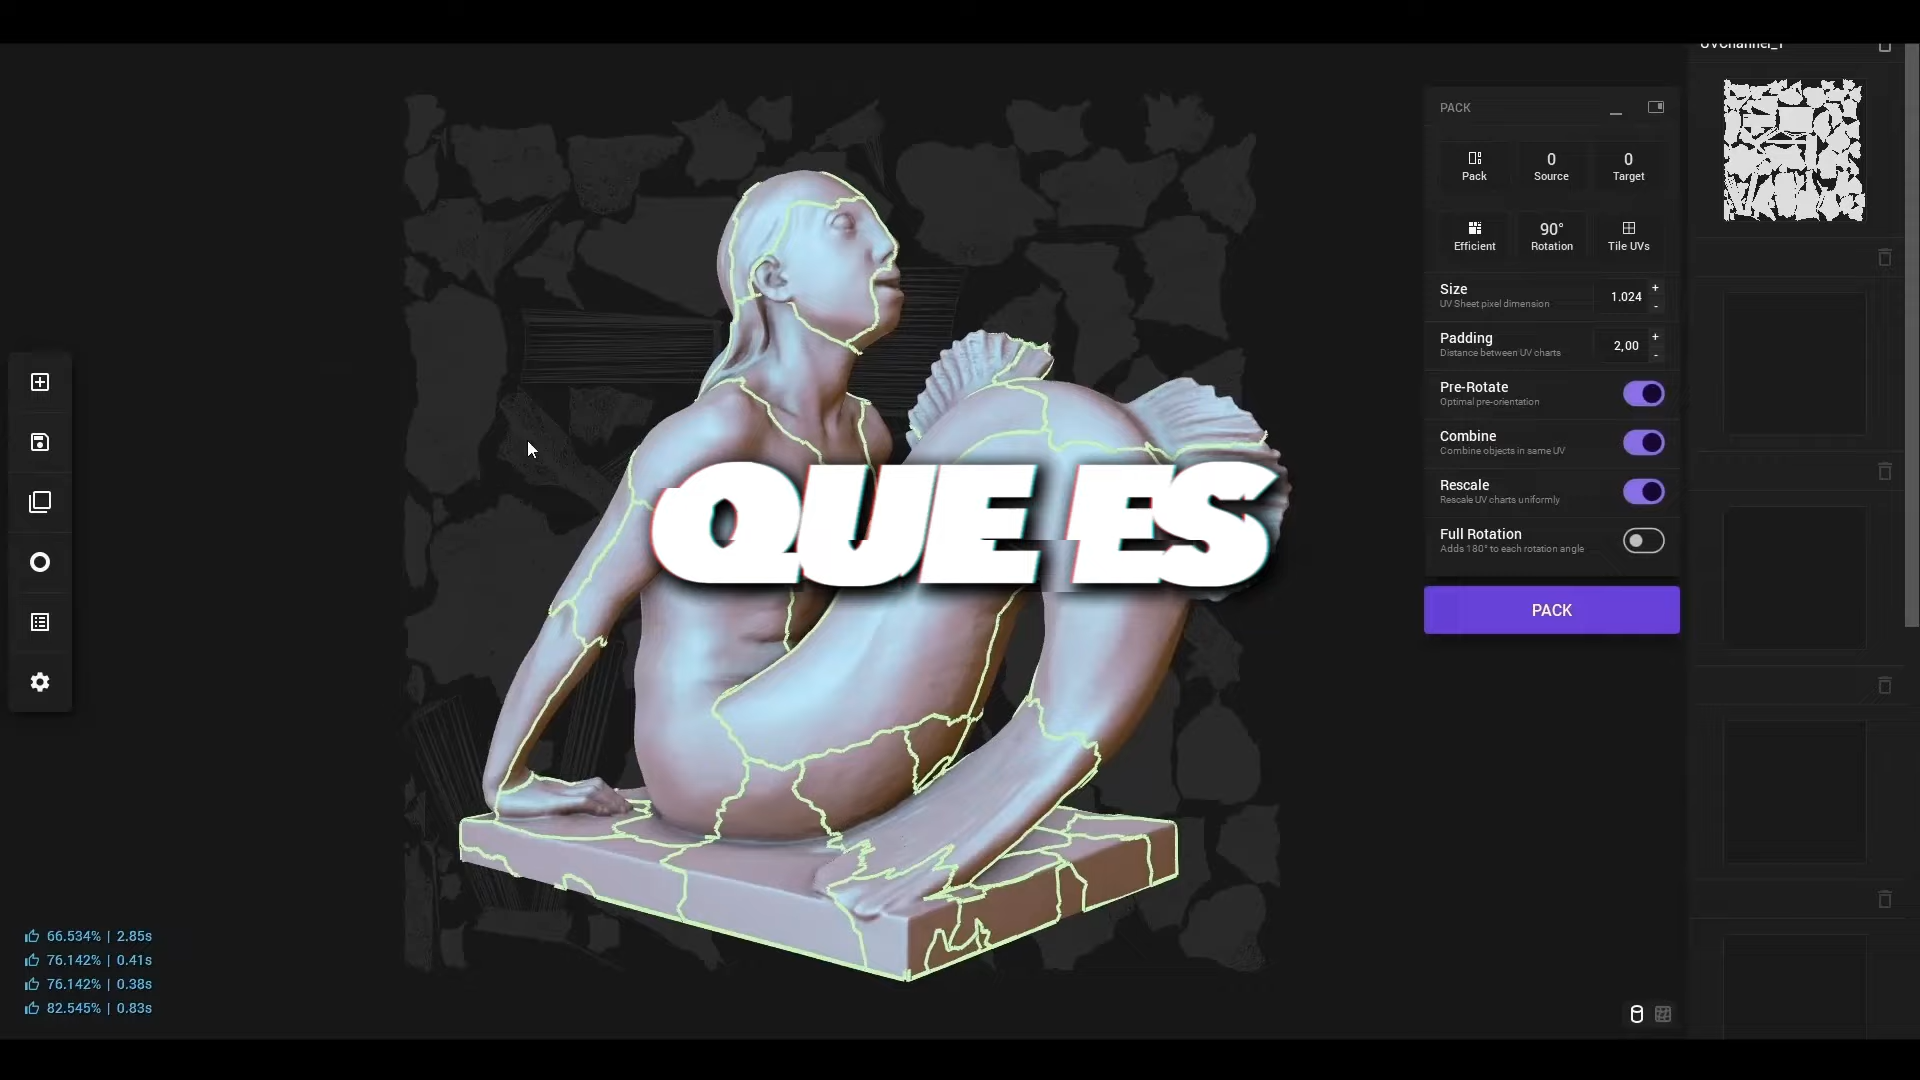 UVChannel_1
PACK
Pack
0
Source
0
Target
Efficient
90°
Rotation
Tile UVs
Size
UV Sheet pixel dimension
1.024
+
-
Padding
Distance between UV charts
2,00
+
-
Pre-Rotate
Optimal pre-orientation
Combine
Combine objects in same UV
Rescale
Rescale UV charts uniformly
Full Rotation
Adds 180° to each rotation angle
PACK
QUE ES
66.534% | 2.85s
76.142% | 0.41s
76.142% | 0.38s
82.545% | 0.83s